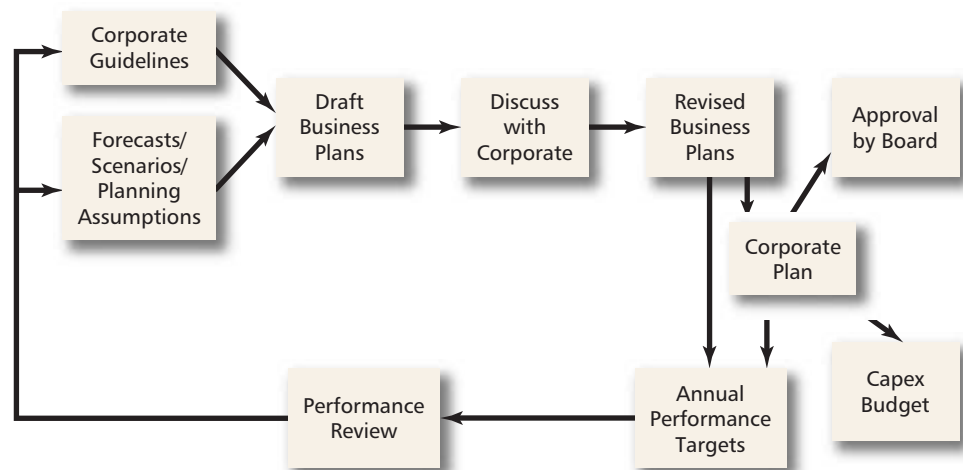 Corporate
Guidelines
Forecasts/
Scenarios/
Planning
Assumptions
Draft
Business
Plans
Discuss
with
Corporate
Revised
Business
Plans
Approval
by Board
Corporate
Plan
Capex
Budget
Annual
Performance
Targets
Performance
Review